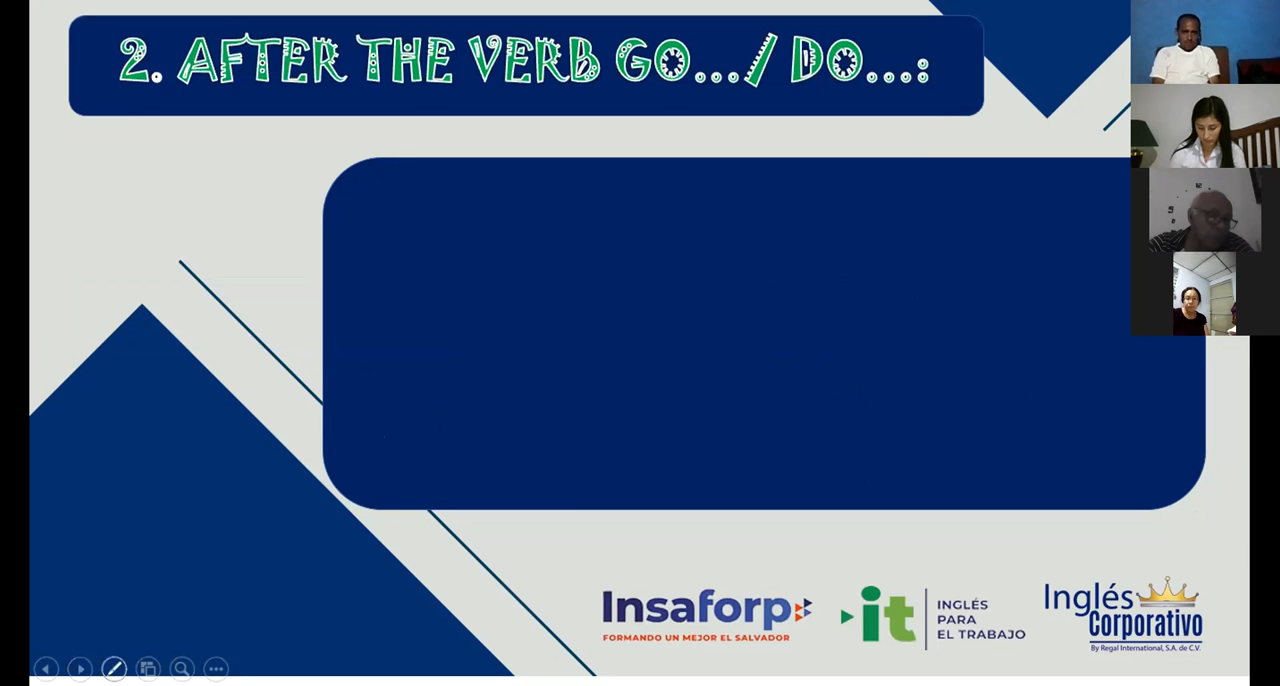 2. AFTER THE VERB GO.../ DO...:
Insaforp
FORMANDO UN MEJOR EL SALVADOR
it
INGLÉS
PARA
EL TRABAJO
Inglés
Corporativo
By Regal International, S.A. de C.V.